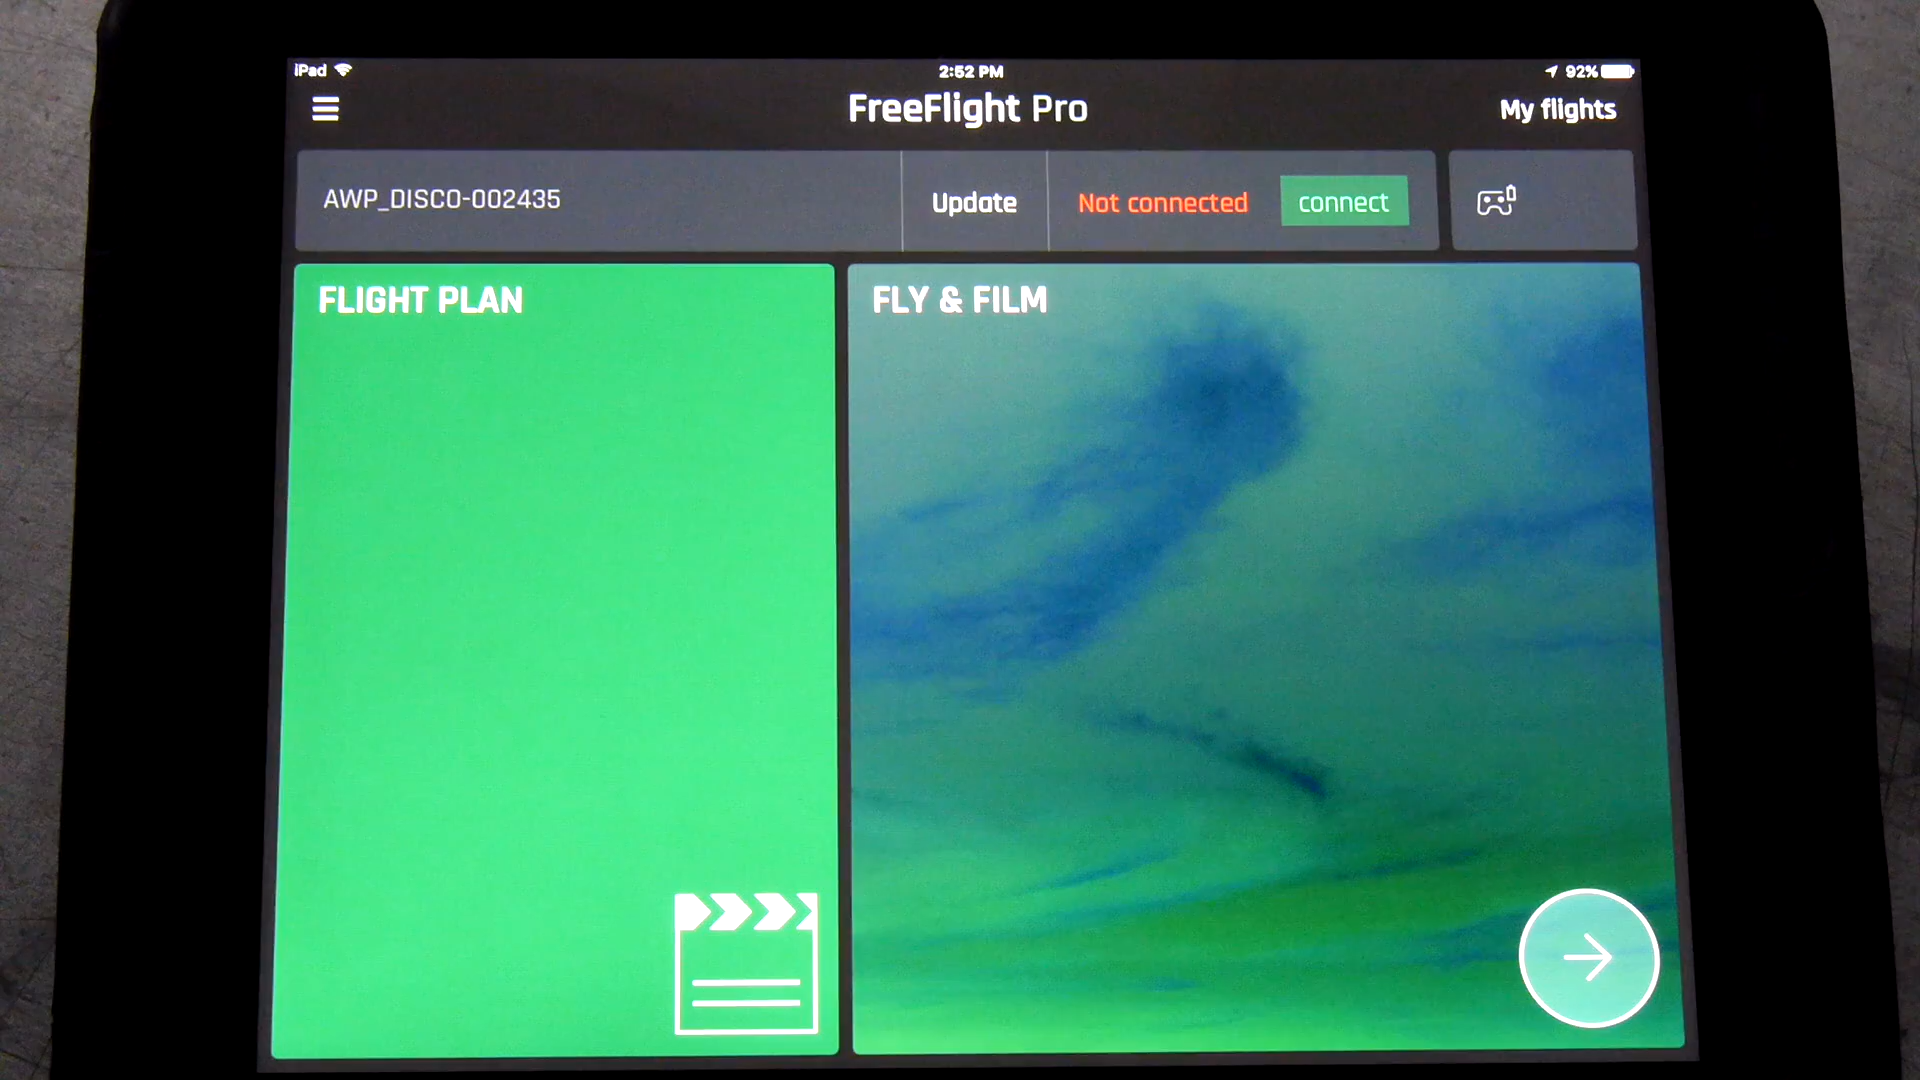 iPad 2:52 PM 92%
FreeFlight Pro My flights
AWP_DISCO-002435 Update Not connected connect
FLIGHT PLAN
FLY & FILM